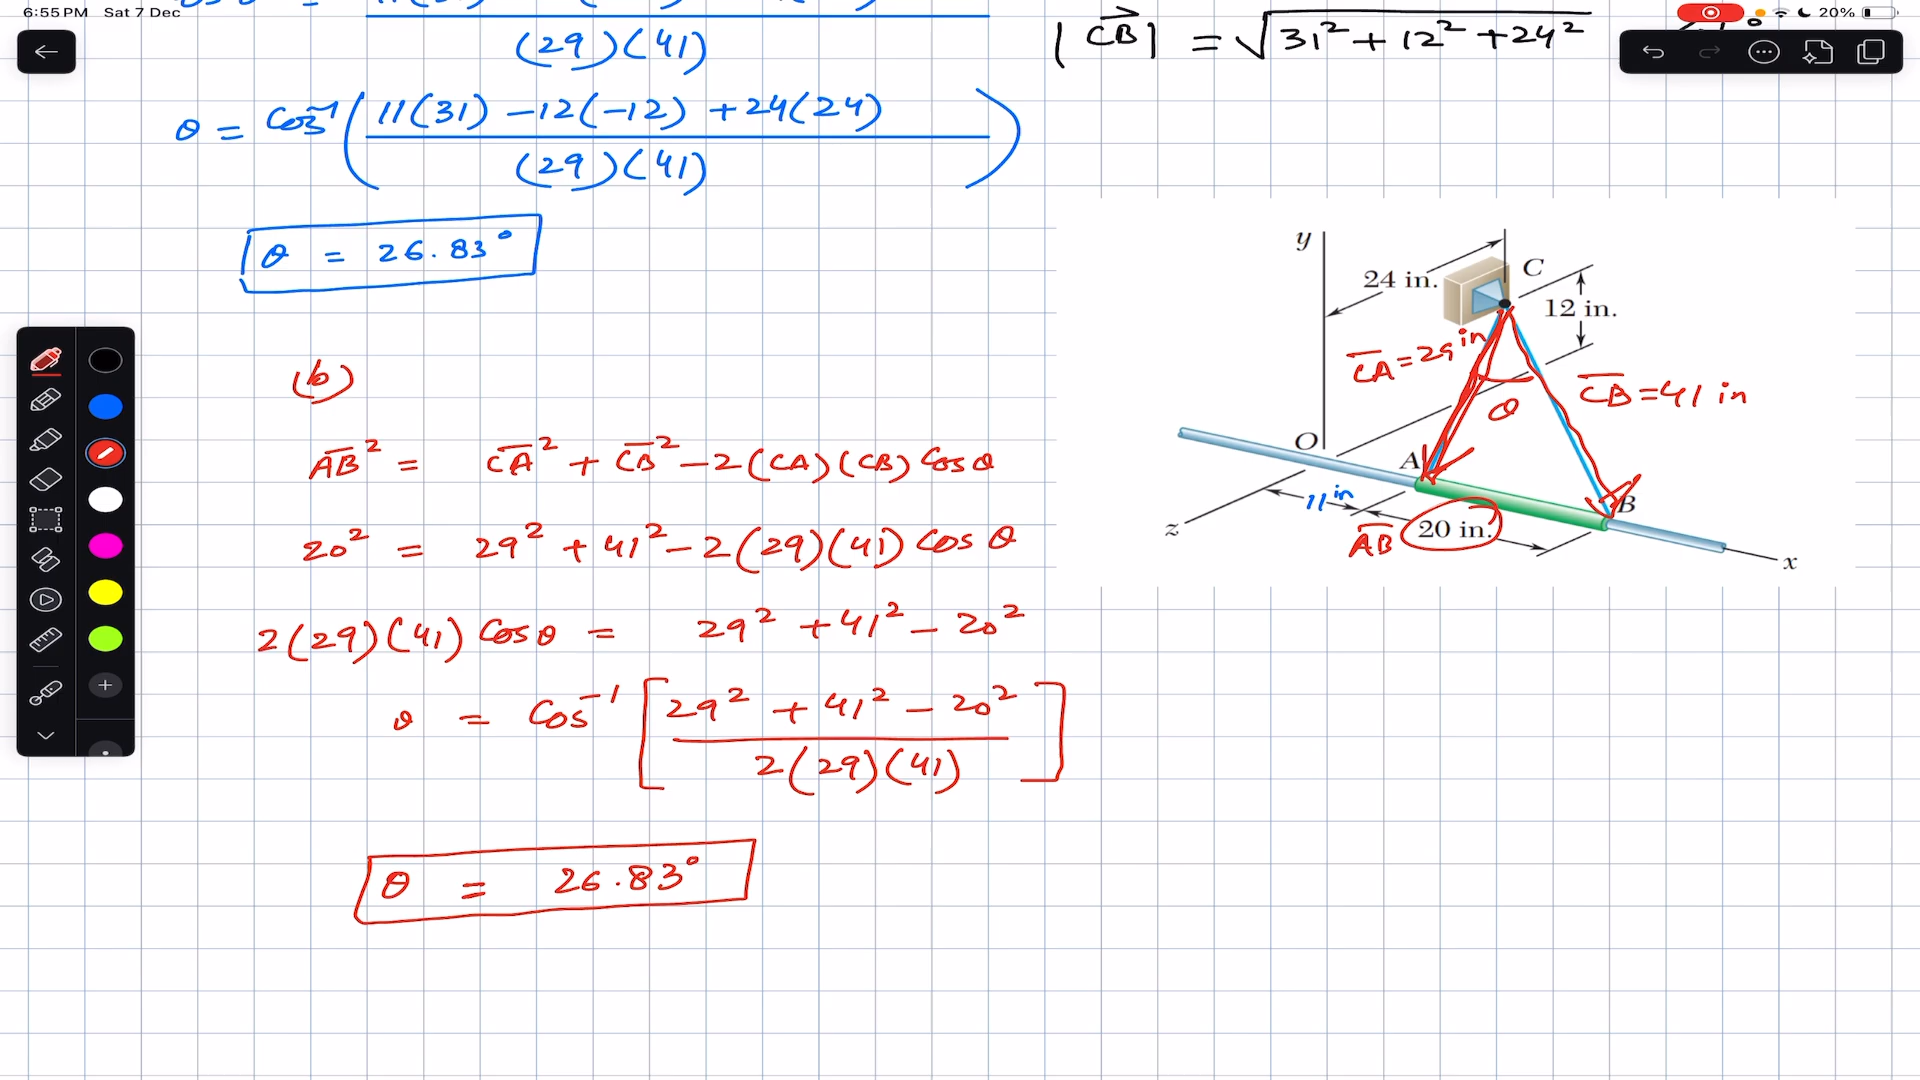 6:55 PM Sat 7 Dec
20%
(29)(41)
θ = Cos⁻¹( 11(31) -12(-12) +24(24)
(29)(41) )
θ = 26.83°
(b)
AB² = CA² + CB² - 2(CA)(CB) Cos θ
20² = 29² + 41² - 2(29)(41) Cos θ
2(29)(41) Cos θ = 29² + 41² - 20²
θ = Cos⁻¹ [ 29² + 41² - 20²
2(29)(41) ]
θ = 26.83°
|CB| = √31² + 12² + 24²
y
24 in.
C
12 in.
CA = 29 in
CB = 41 in
θ
O
A
B
11 in
z
AB 20 in.
x